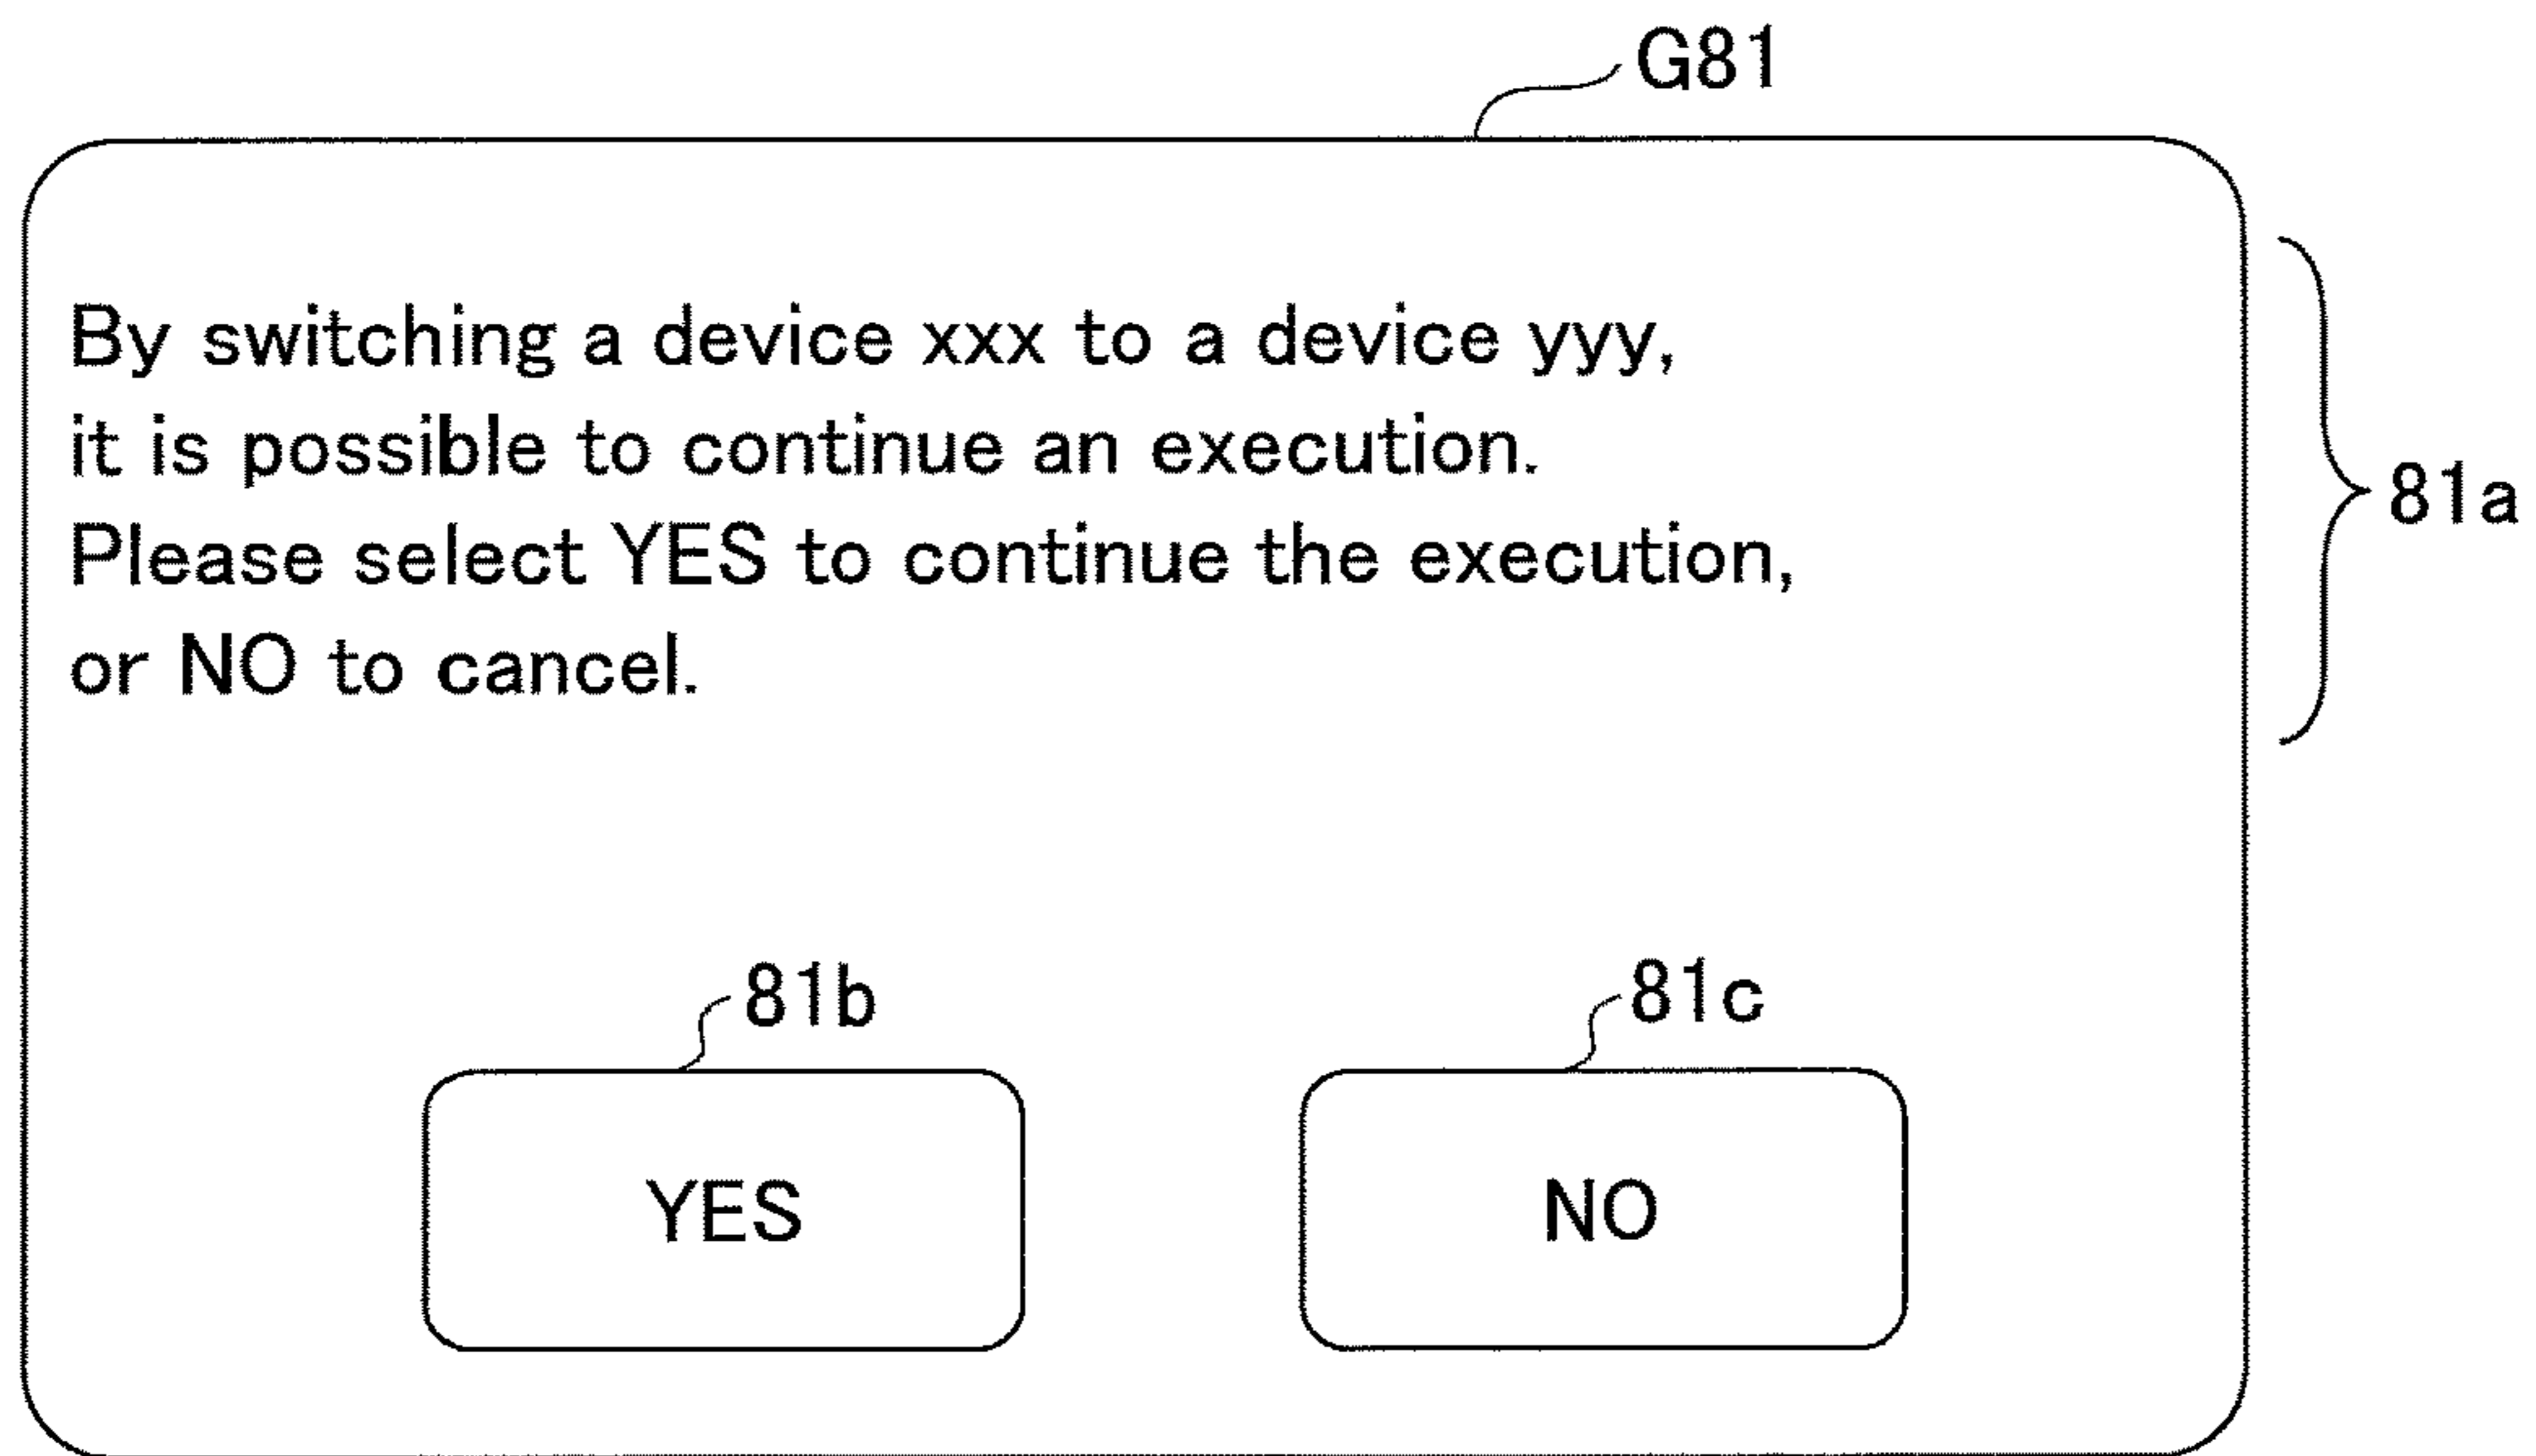 G81
By switching a device xxx to a device yyy,
it is possible to continue an execution.
Please select YES to continue the execution,
or NO to cancel.
81a
81b
81c
YES
NO